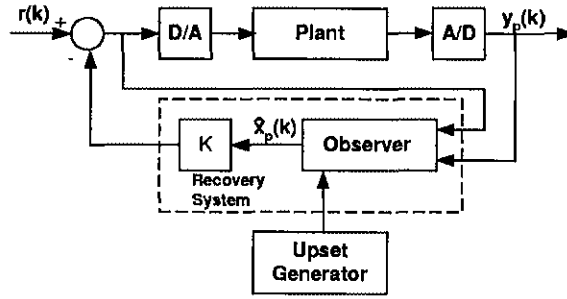 r(k) + D/A Plant A/D y_p(k)
-
x̂_p(k)
K Observer
Recovery
System
Upset
Generator